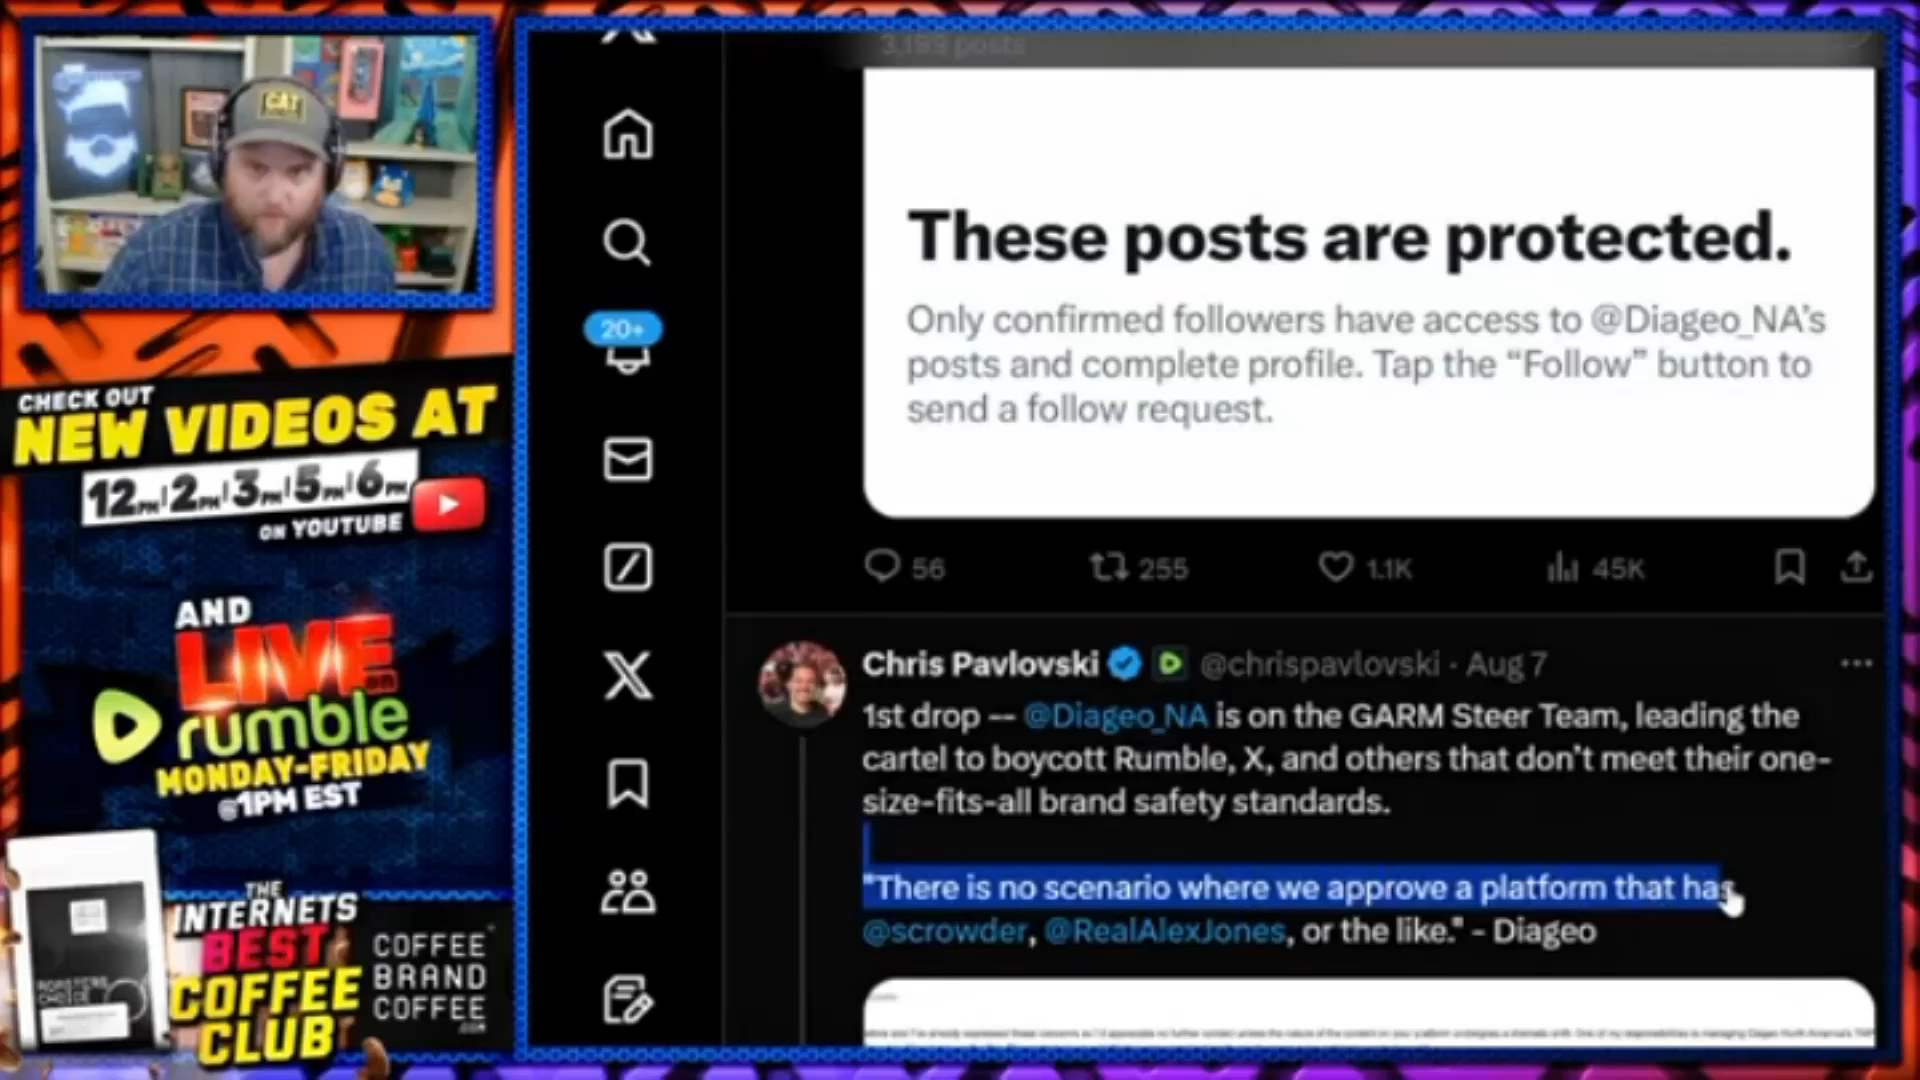 CAT
CHECK OUT
NEW VIDEOS AT
12PM|2PM|3PM|5PM|6PM
ON YOUTUBE
AND
LIVE
ON
rumble
MONDAY-FRIDAY
@1PM EST
THE
INTERNETS
BEST
COFFEE
CLUB
COFFEE
BRAND
COFFEE
.COM
3,199 posts
These posts are protected.
Only confirmed followers have access to @Diageo_NA's
posts and complete profile. Tap the “Follow” button to
send a follow request.
20+
56 255 1.1K 45K
Chris Pavlovski @chrispavlovski · Aug 7
1st drop -- @Diageo_NA is on the GARM Steer Team, leading the
cartel to boycott Rumble, X, and others that don't meet their one-
size-fits-all brand safety standards.
"There is no scenario where we approve a platform that has
@scrowder, @RealAlexJones, or the like." - Diageo